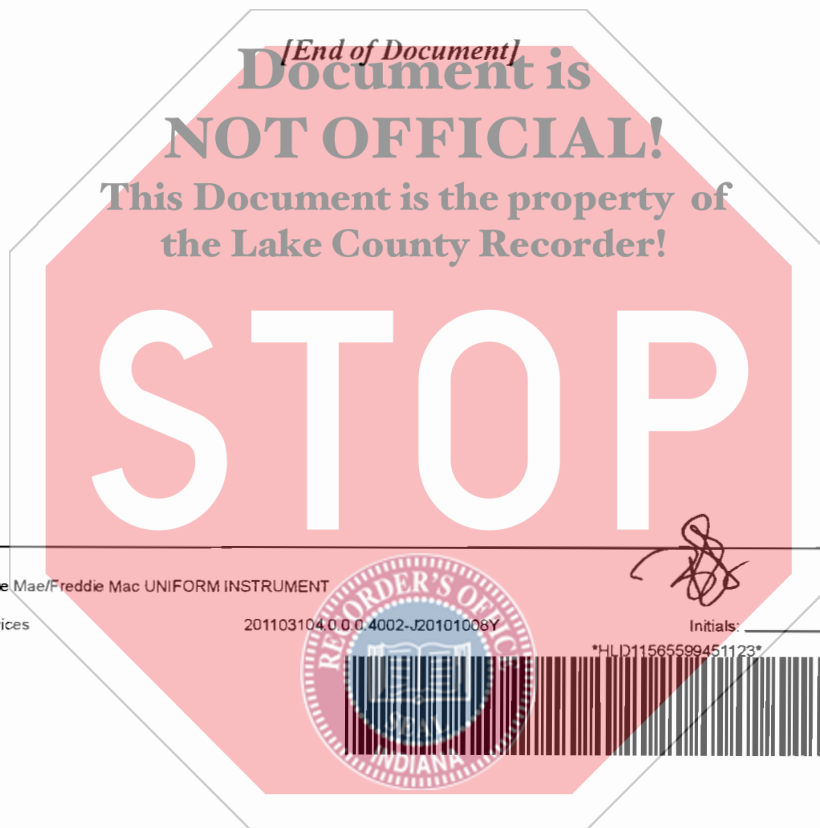 [End of Document]
Document is
NOT OFFICIAL!
This Document is the property of
the Lake County Recorder!
STOP
e Mae/Freddie Mac UNIFORM INSTRUMENT
RECORDER'S OFFICE
ices 201103104.0.0.0.4002-J20101008Y Initials:
*HLD11565599451123*
SEAL
INDIANA